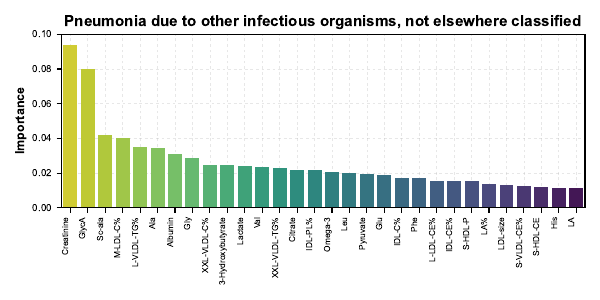 Pneumonia due to other infectious organisms, not elsewhere classified
Importance
0.10
0.08
0.06
0.04
0.02
0.00
Creatinine
GlycA
Sc-ala
M-LDL-C%
L-VLDL-TG%
Ala
Albumin
Gly
XXL-VLDL-C%
3-Hydroxybutyrate
Lactate
Val
XXL-VLDL-TG%
Citrate
IDL-PL%
Omega-3
Leu
Pyruvate
Glu
IDL-C%
Phe
L-LDL-CE%
IDL-CE%
S-HDL-P
LA%
LDL-size
S-VLDL-CE%
S-HDL-CE
His
LA